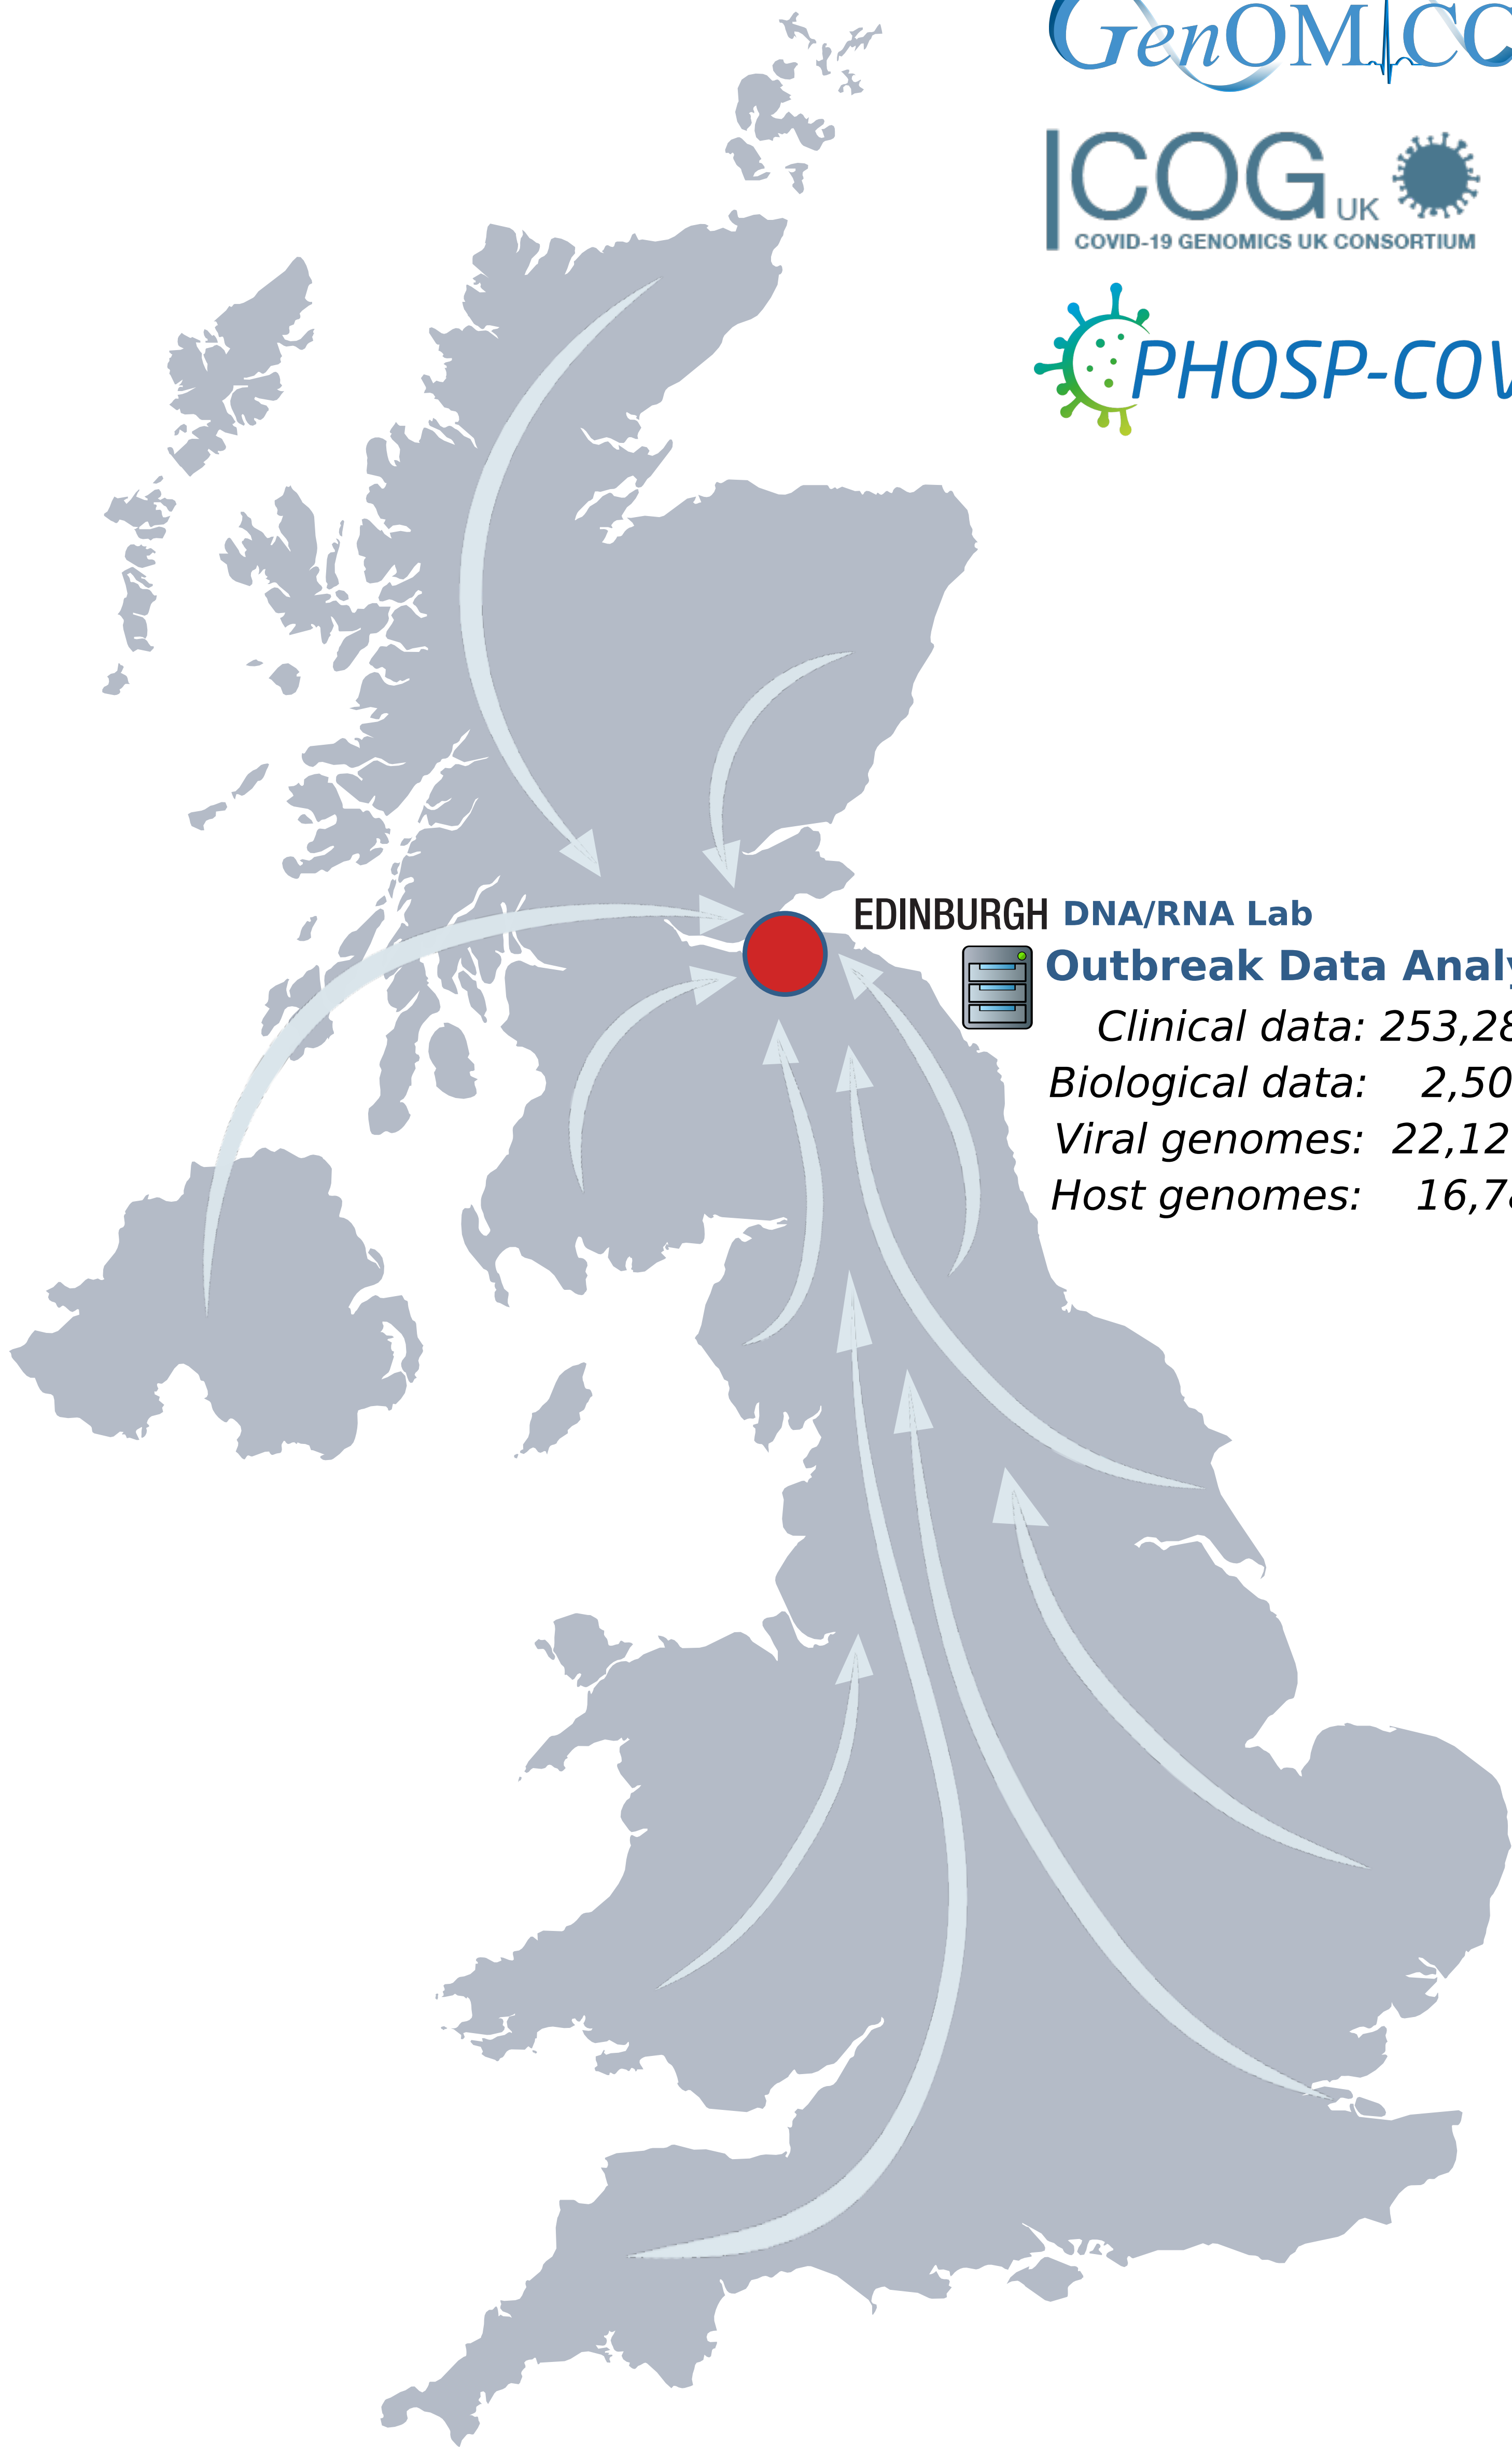 GenOMICC
COG UK
COVID-19 GENOMICS UK CONSORTIUM
PHOSP-COV
EDINBURGH DNA/RNA Lab
Outbreak Data Analy
Clinical data: 253,28
Biological data: 2,50
Viral genomes: 22,12
Host genomes: 16,7